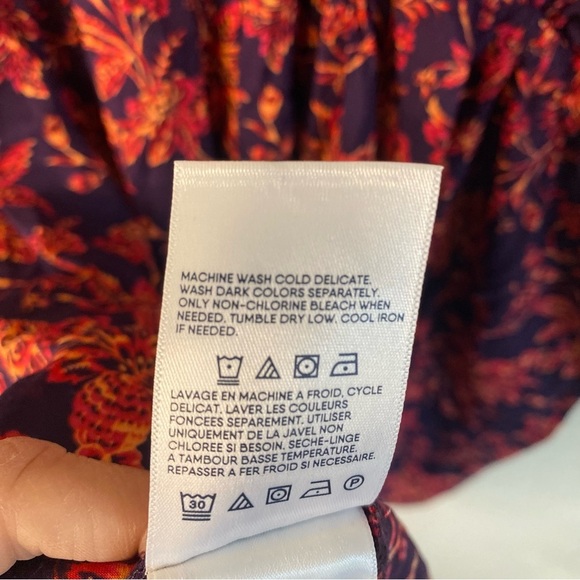 MACHINE WASH COLD DELICATE.
WASH DARK COLORS SEPARATELY.
ONLY NON-CHLORINE BLEACH WHEN
NEEDED. TUMBLE DRY LOW. COOL IRON
IF NEEDED.
LAVAGE EN MACHINE A FROID, CYCLE
DELICAT. LAVER LES COULEURS
FONCÉES SEPAREMENT. UTILISER
UNIQUEMENT DE LA JAVEL NON
CHLOREE SI BESOIN. SECHE-LINGE
A TAMBOUR BASSE TEMPERATURE.
REPASSER A FER FROID SI NECESSAIRE.
30 P